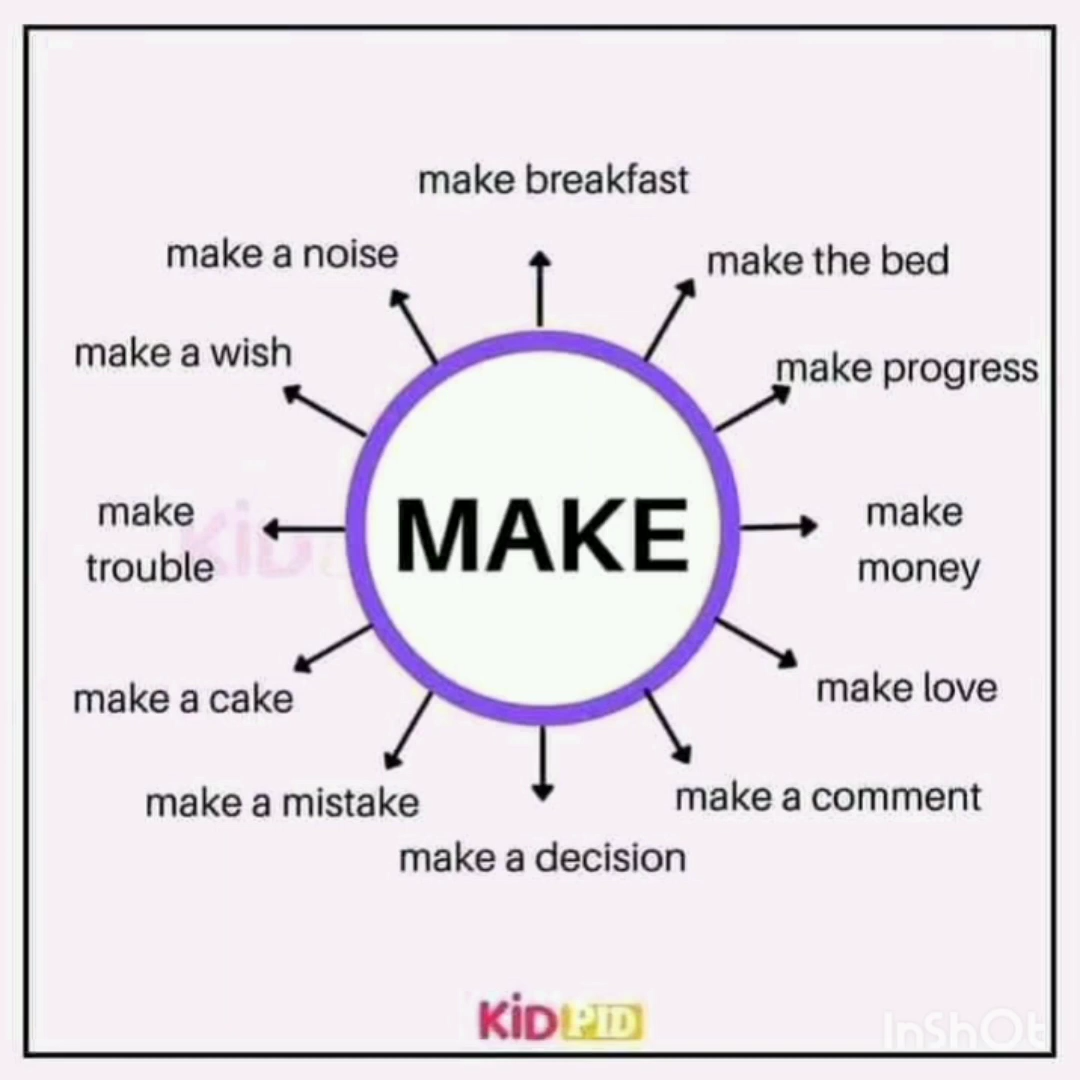 make breakfast
make a noise
make the bed
make a wish
make progress
MAKE
make
trouble
make
money
make a cake
make love
make a mistake
make a comment
make a decision
KiD
KiDPID
InShOt